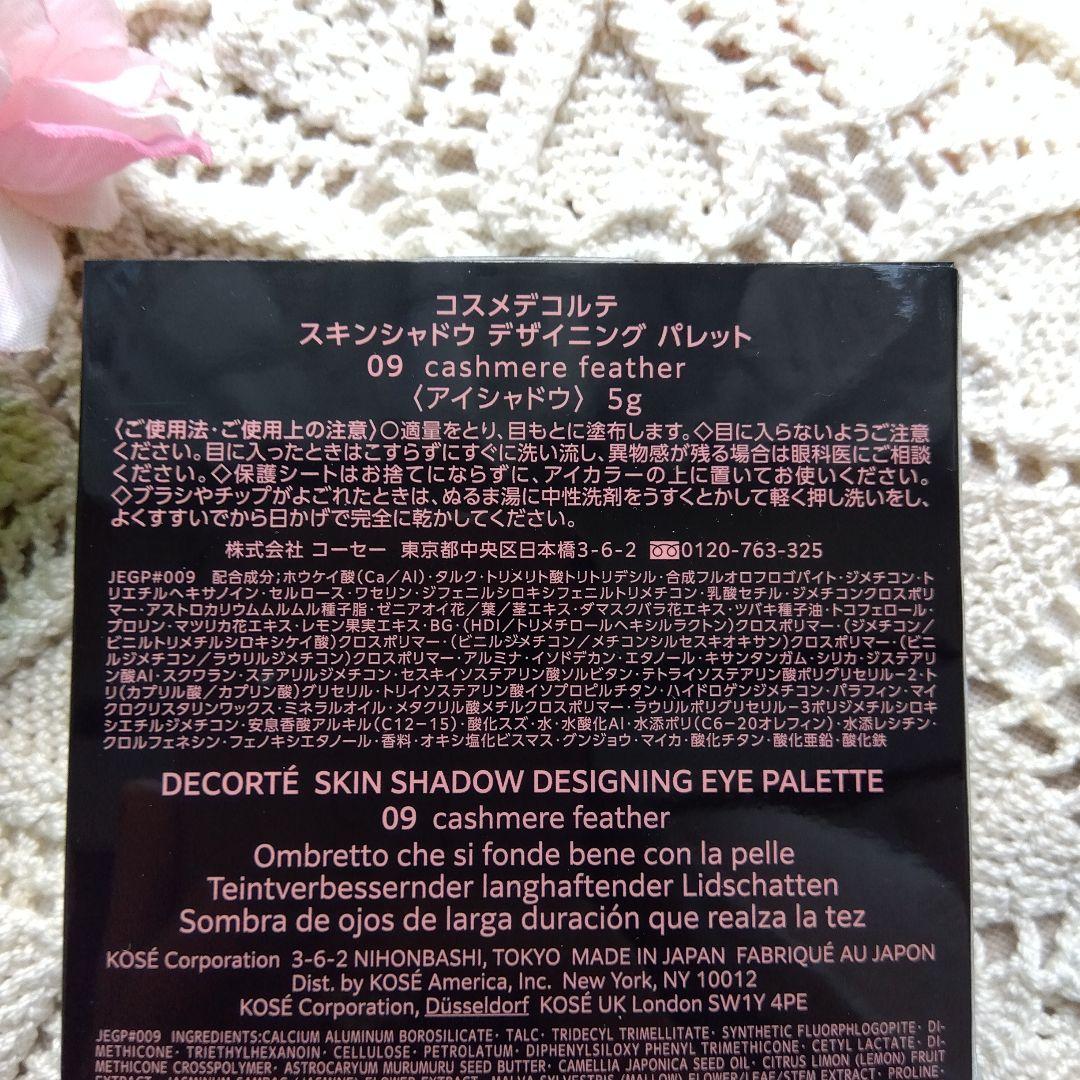 コスメデコルテ
スキンシャドウ デザイニング パレット
09 cashmere feather
〈アイシャドウ〉 5g
〈ご使用法・ご使用上の注意〉○適量をとり、目もとに塗布します。◇目に入らないようご注意
ください。目に入ったときはこすらずにすぐに洗い流し、異物感が残る場合は眼科医にご相談
ください。◇保護シートはお捨てにならずに、アイカラーの上に置いてお使いください。
◇ブラシやチップがよごれたときは、ぬるま湯に中性洗剤をうすくとかして軽く押し洗いをし、
よくすすいでから日かげで完全に乾かしてください。
株式会社 コーセー 東京都中央区日本橋3-6-2 0120-763-325
JEGP#009 配合成分;ホウケイ酸(Ca/Al)・タルク・トリメリト酸トリトリデシル・合成フルオロフロゴパイト・ジメチコン・ト
リエチルヘキサノイン・セルロース・ワセリン・ジフェニルシロキシフェニルトリメチコン・乳酸セチル・ジメチコンクロスポリ
マー・アストロカリウムムルムル種子脂・ゼニアオイ花/葉/茎エキス・ダマスクバラ花エキス・ツバキ種子油・トコフェロール・
プロリン・マツリカ花エキス・レモン果実エキス・BG・(HDI/トリメチロールヘキシルラクトン)クロスポリマー・(ジメチコン/
ビニルトリメチルシロキシケイ酸)クロスポリマー・(ビニルジメチコン/メチコンシルセスキオキサン)クロスポリマー・(ビニ
ルジメチコン/ラウリルジメチコン)クロスポリマー・アルミナ・イソドデカン・エタノール・キサンタンガム・シリカ・ジステアリ
ン酸Al・スクワラン・ステアリルジメチコン・セスキイソステアリン酸ソルビタン・テトライソステアリン酸ポリグリセリル-2・ト
リ(カプリル酸/カプリン酸)グリセリル・トリイソステアリン酸イソプロピルチタン・ハイドロゲンジメチコン・パラフィン・マイ
クロクリスタリンワックス・ミネラルオイル・メタクリル酸メチルクロスポリマー・ラウリルポリグリセリル-3ポリジメチルシロキ
シエチルジメチコン・安息香酸アルキル(C12-15)・酸化スズ・水・水酸化Al・水添ポリ(C6-20オレフィン)・水添レシチン・
クロルフェネシン・フェノキシエタノール・香料・オキシ塩化ビスマス・グンジョウ・マイカ・酸化チタン・酸化亜鉛・酸化鉄
DECORTÉ SKIN SHADOW DESIGNING EYE PALETTE
09 cashmere feather
Ombretto che si fonde bene con la pelle
Teintverbessernder langhaftender Lidschatten
Sombra de ojos de larga duración que realza la tez
KOSÉ Corporation 3-6-2 NIHONBASHI, TOKYO MADE IN JAPAN FABRIQUÉ AU JAPON
Dist. by KOSÉ America, Inc. New York, NY 10012
KOSÉ Corporation, Düsseldorf KOSÉ UK London SW1Y 4PE
JEGP#009 INGREDIENTS:CALCIUM ALUMINUM BOROSILICATE・TALC・TRIDECYL TRIMELLITATE・SYNTHETIC FLUORPHLOGOPITE・DI-
METHICONE・TRIETHYLHEXANOIN・CELLULOSE・PETROLATUM・DIPHENYLSILOXY PHENYL TRIMETHICONE・CETYL LACTATE・DI-
METHICONE CROSSPOLYMER・ASTROCARYUM MURUMURU SEED BUTTER・CAMELLIA JAPONICA SEED OIL・CITRUS LIMON (LEMON) FRUIT